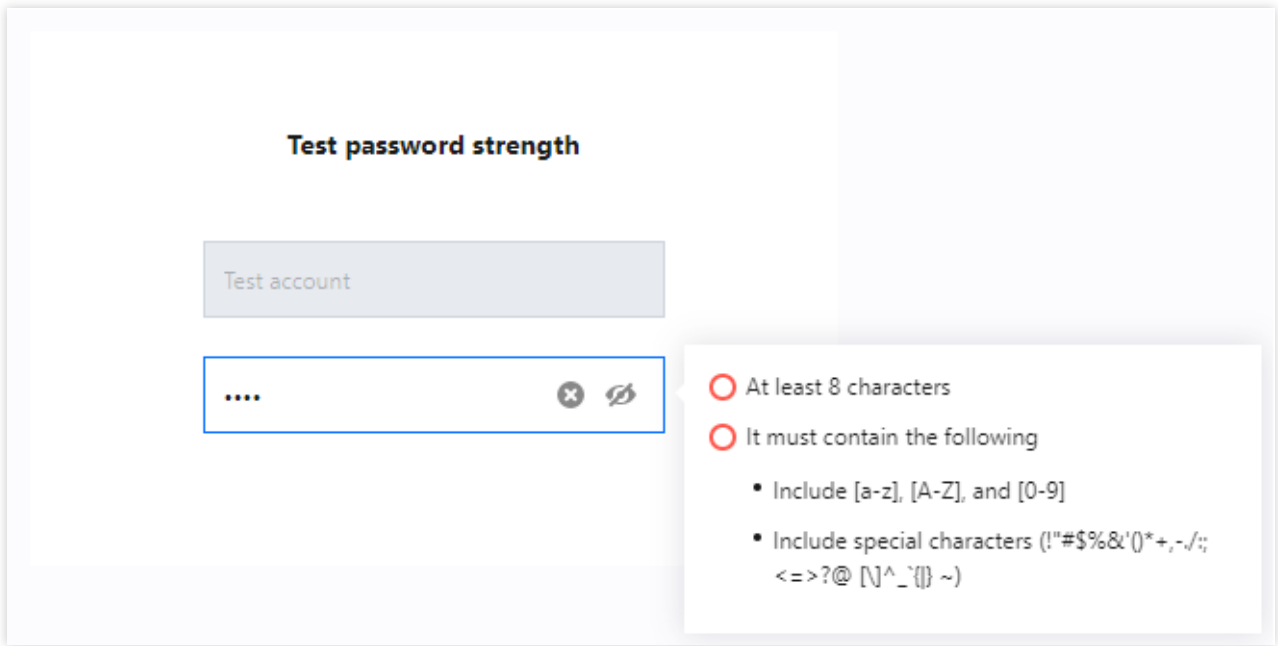 Test password strength
Test account
••••
At least 8 characters
It must contain the following
• Include [a-z], [A-Z], and [0-9]
• Include special characters (!"#$%&'()*+,-./:;
<=>?@ [\]^_`{|} ~)